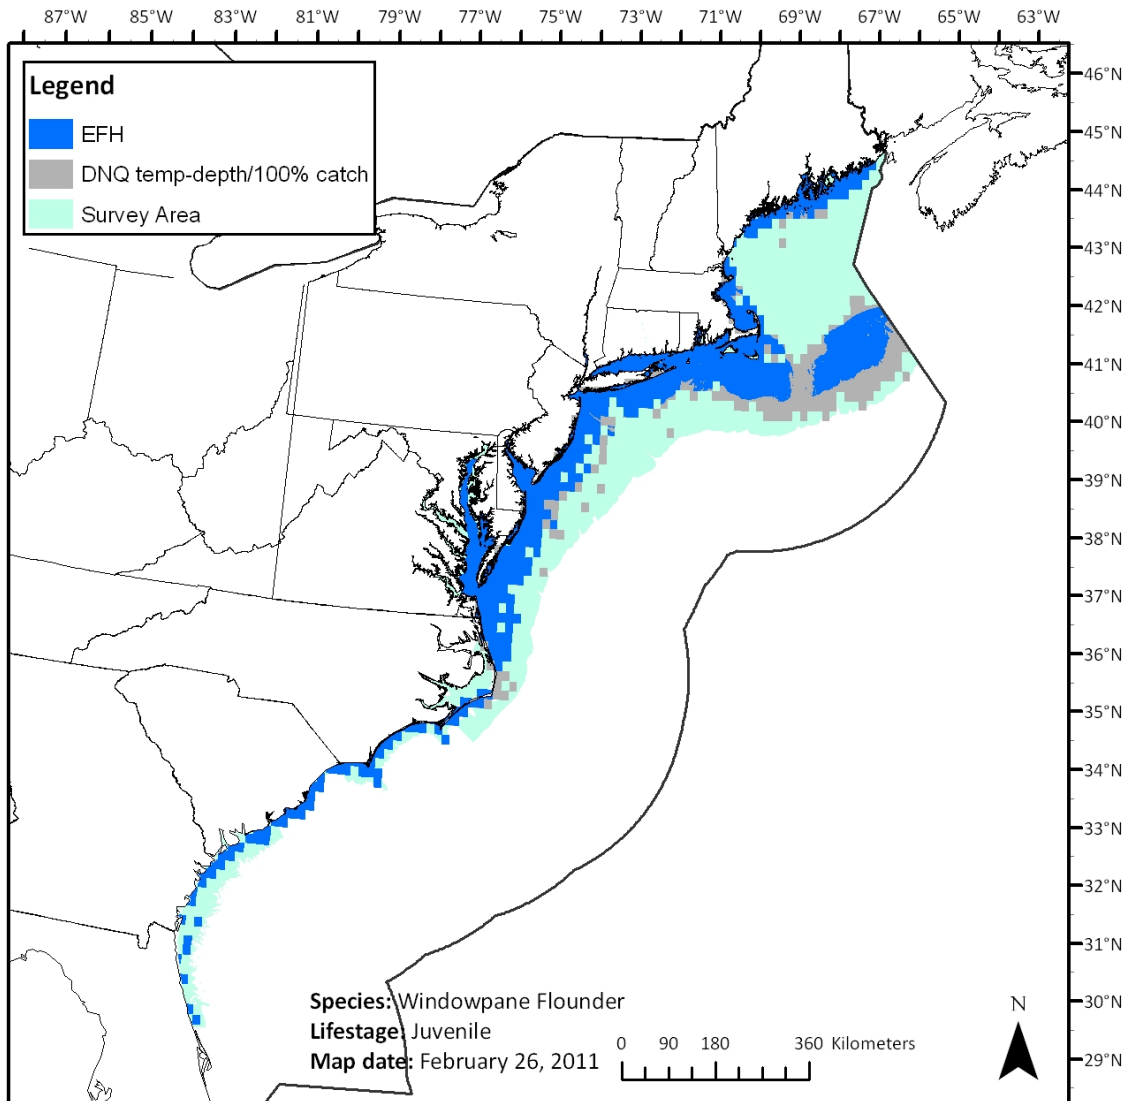 87°W 85°W 83°W 81°W 79°W 77°W 75°W 73°W 71°W 69°W 67°W 65°W 63°W
Legend
EFH
DNQ temp-depth/100% catch
Survey Area
46°N
45°N
44°N
43°N
42°N
41°N
40°N
39°N
38°N
37°N
36°N
35°N
34°N
33°N
32°N
31°N
30°N
29°N
Species: Windowpane Flounder
Lifestage: Juvenile
Map date: February 26, 2011
0 90 180 360 Kilometers
N